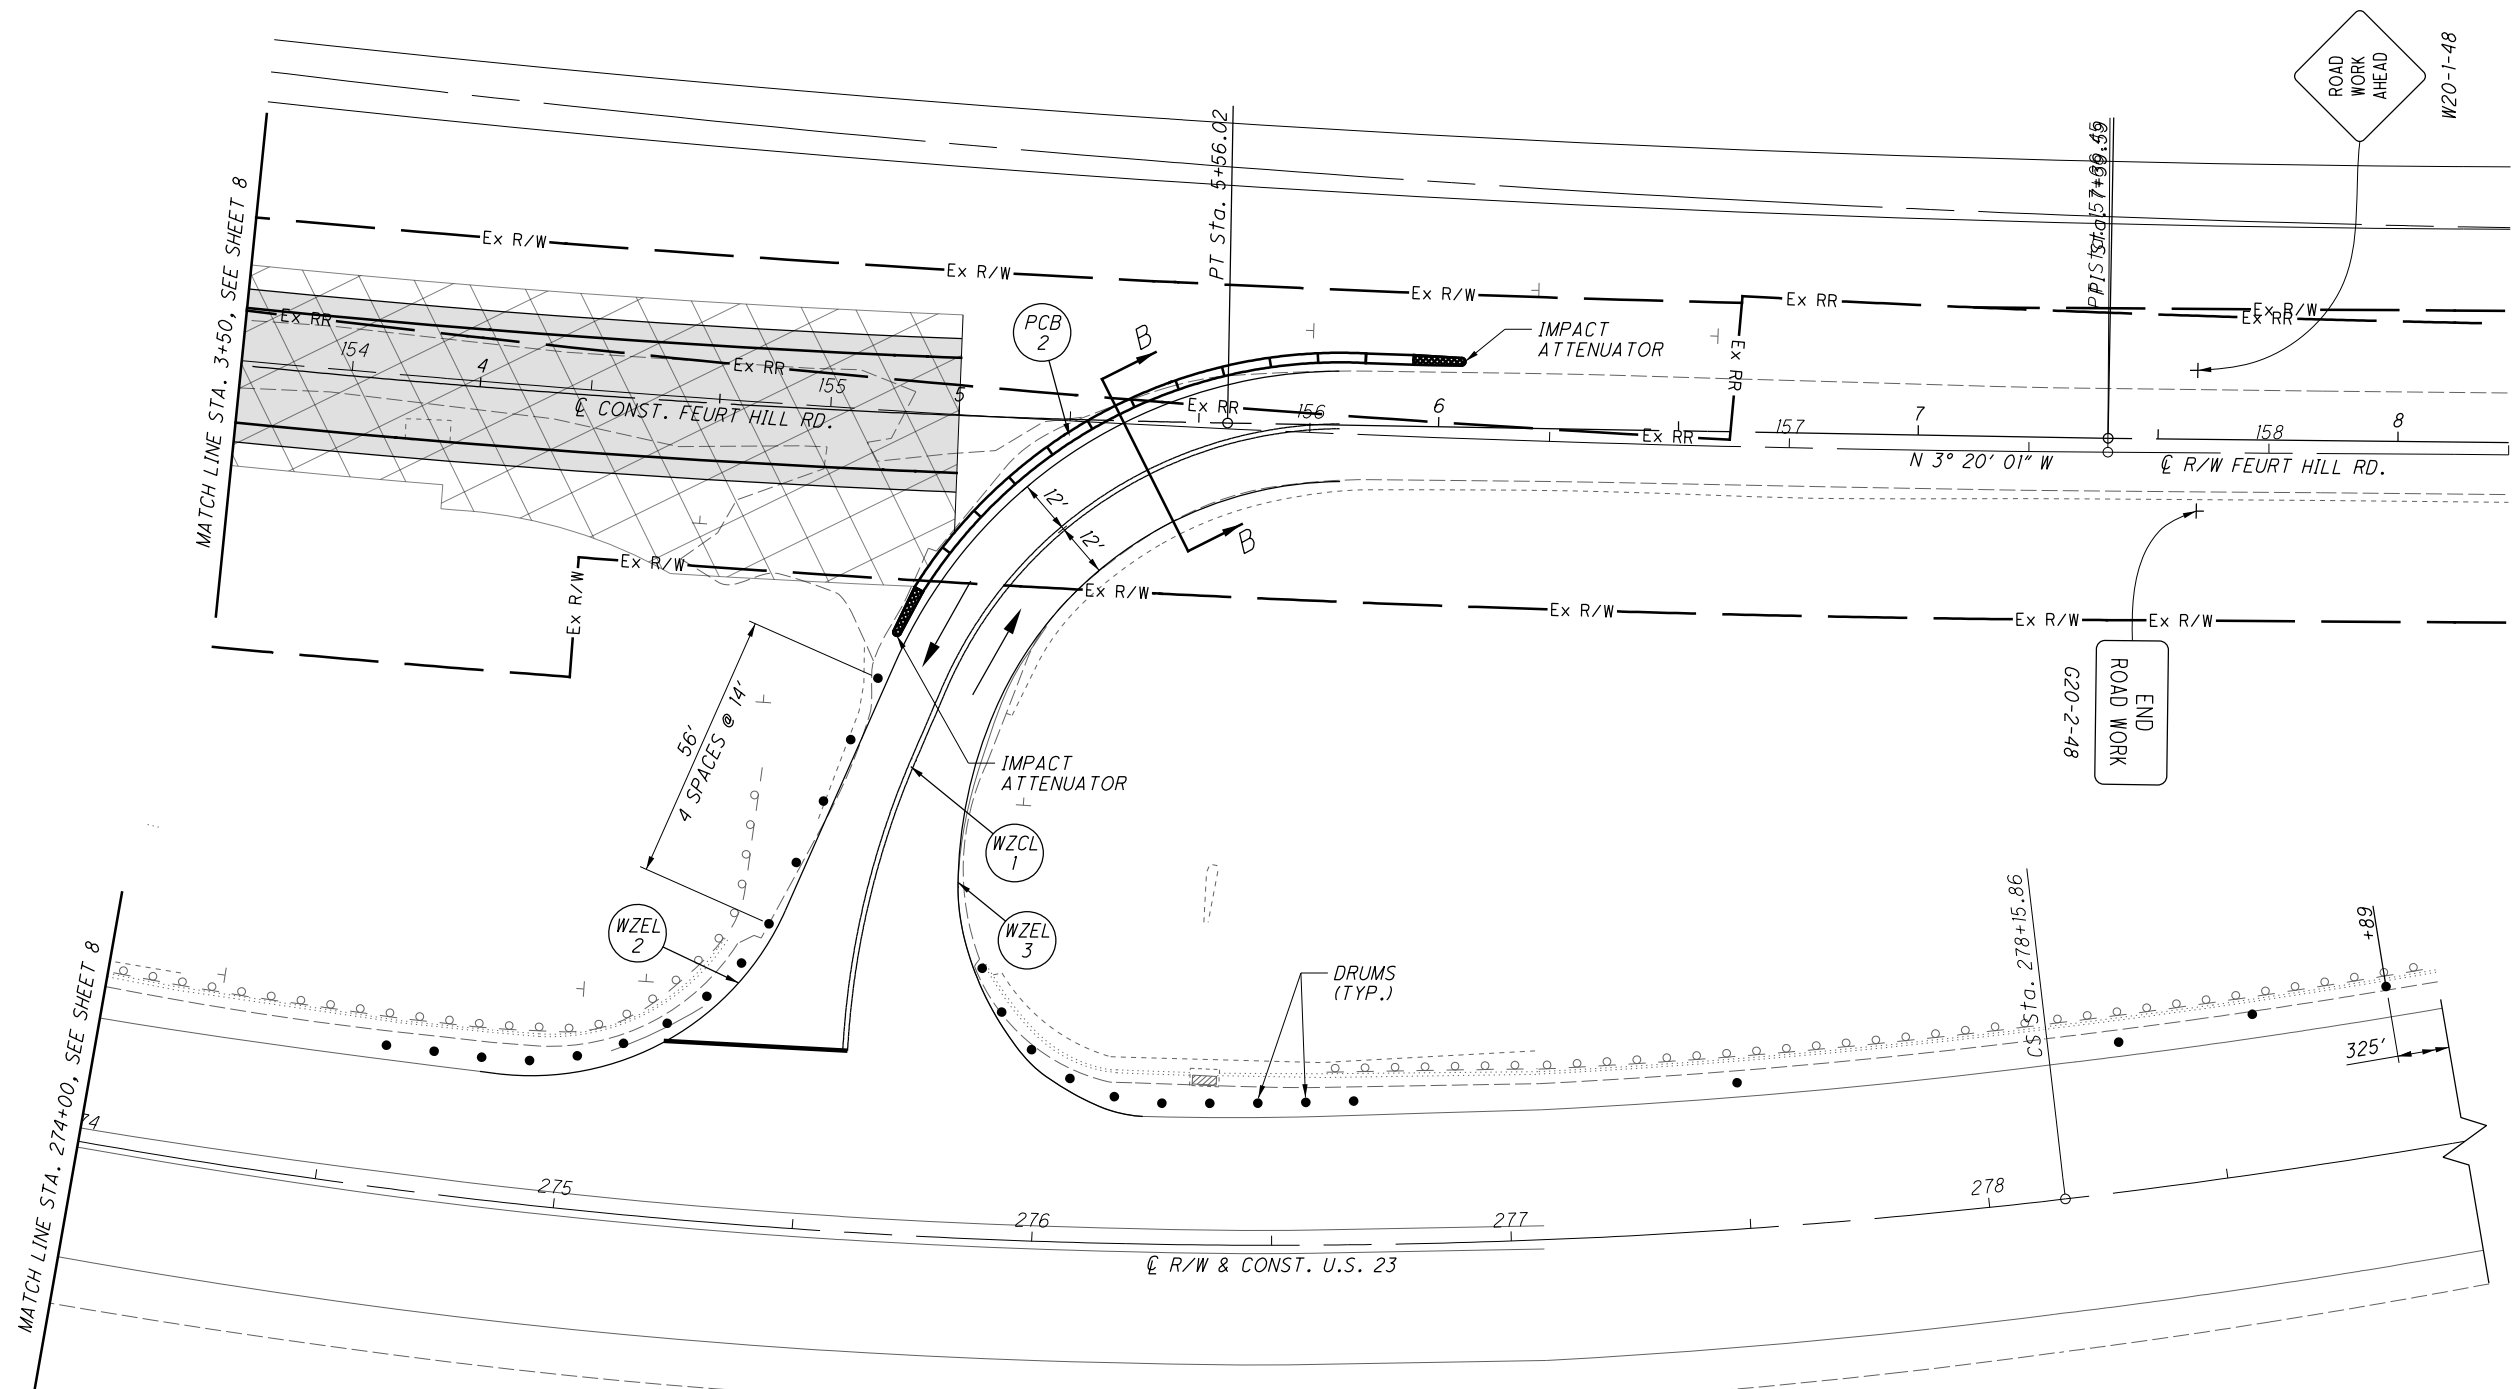 ROAD
WORK
AHEAD
W20-1-48
PT Sta. 5+56.02
MATCH LINE STA. 3+50, SEE SHEET 8
Ex R/W
Ex R/W
Ex R/W
Ex RR
Ex R/W
Ex RR
Ex RR
Ex RR
Ex RR
Ex RR
Ex RR
PCB
2
B
IMPACT
ATTENUATOR
154
4
155
5
156
6
157
7
158
8
℄ CONST. FEURT HILL RD.
N 3° 20' 01" W
℄ R/W FEURT HILL RD.
12'
12'
B
Ex R/W
Ex R/W
Ex R/W
Ex R/W
Ex R/W
Ex R/W
END
ROAD WORK
G20-2-48
56'
4 SPACES @ 14'
IMPACT
ATTENUATOR
WZCL
1
WZEL
2
WZEL
3
DRUMS
(TYP.)
CS Sta. 278+15.86
+89
325'
MATCH LINE STA. 274+00, SEE SHEET 8
275
276
277
278
℄ R/W & CONST. U.S. 23